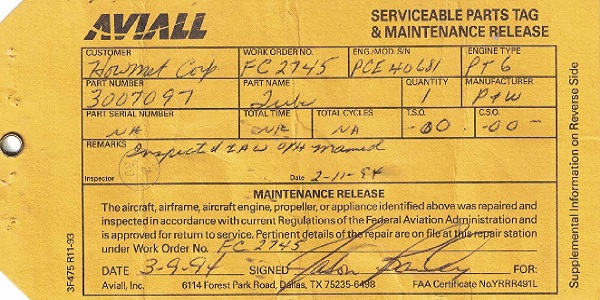 AVIALL
SERVICEABLE PARTS TAG
& MAINTENANCE RELEASE
CUSTOMER WORK ORDER NO. ENG./MOD. S/N ENGINE TYPE
Howmet Corp FC 2745 PCE 40681 PT6
PART NUMBER PART NAME QUANTITY MANUFACTURER
3007097 Tube 1 P+W
PART SERIAL NUMBER TOTAL TIME TOTAL CYCLES T.S.O. C.S.O.
NA NA -00- -00-
REMARKS Inspected IAW O/H Manual
Inspector Date 2-11-94
MAINTENANCE RELEASE
The aircraft, airframe, aircraft engine, propeller, or appliance identified above was repaired and
inspected in accordance with current Regulations of the Federal Aviation Administration and
is approved for return to service. Pertinent details of the repair are on file at this repair station
under Work Order No. FC 2745
DATE 3-9-94 SIGNED Jason FOR
Aviall, Inc. 6114 Forest Park Road, Dallas, TX 75235-6498 FAA Certificate No. YRRR491L
3F475 R11-93
Supplemental Information on Reverse Side